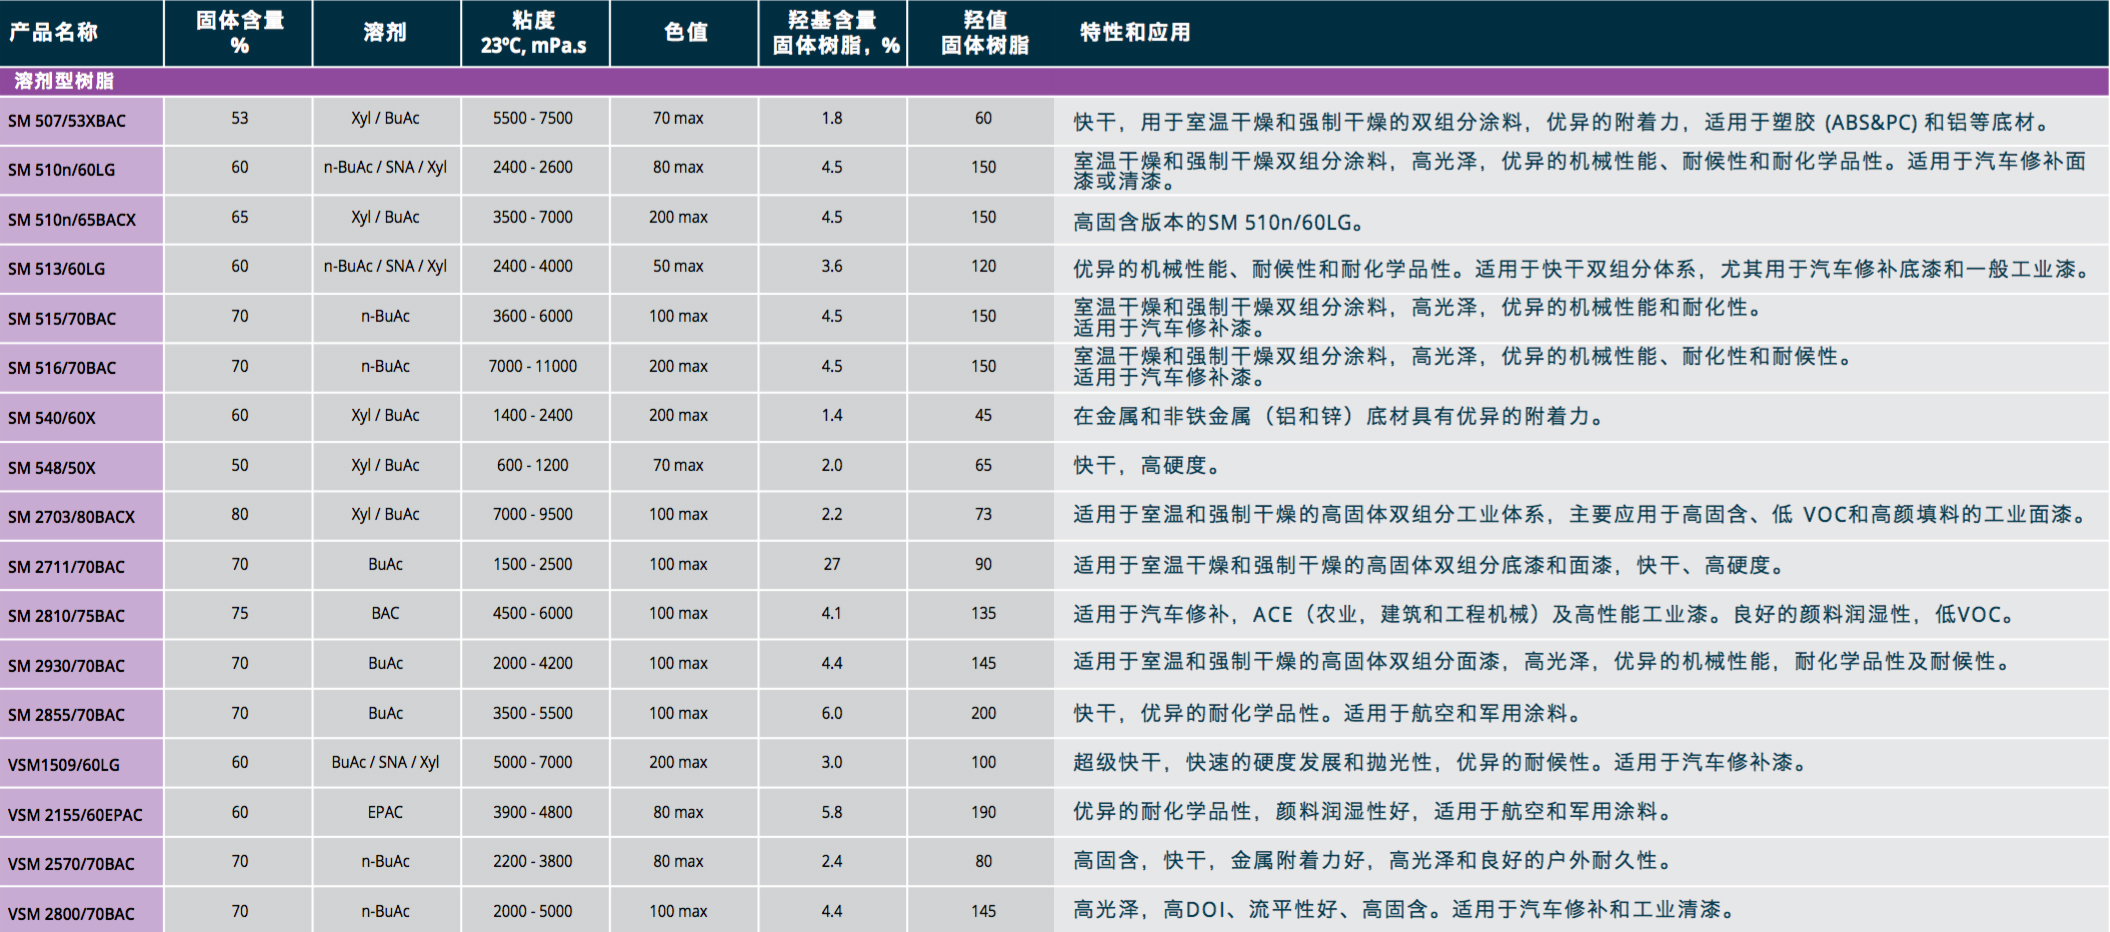 产品名称 固体含量 % 溶剂 粘度 23ºC, mPa.s 色值 羟基含量 固体树脂，% 羟值 固体树脂 特性和应用
溶剂型树脂
SM 507/53XBAC 53 Xyl / BuAc 5500 - 7500 70 max 1.8 60 快干，用于室温干燥和强制干燥的双组分涂料，优异的附着力，适用于塑胶 (ABS&PC) 和铝等底材。
SM 510n/60LG 60 n-BuAc / SNA / Xyl 2400 - 2600 80 max 4.5 150 室温干燥和强制干燥双组分涂料，高光泽，优异的机械性能、耐候性和耐化学品性。适用于汽车修补面
漆或清漆。
SM 510n/65BACX 65 Xyl / BuAc 3500 - 7000 200 max 4.5 150 高固含版本的SM 510n/60LG。
SM 513/60LG 60 n-BuAc / SNA / Xyl 2400 - 4000 50 max 3.6 120 优异的机械性能、耐候性和耐化学品性。适用于快干双组分体系，尤其用于汽车修补底漆和一般工业漆。
SM 515/70BAC 70 n-BuAc 3600 - 6000 100 max 4.5 150 室温干燥和强制干燥双组分涂料，高光泽，优异的机械性能和耐化性。
适用于汽车修补漆。
SM 516/70BAC 70 n-BuAc 7000 - 11000 200 max 4.5 150 室温干燥和强制干燥双组分涂料，高光泽，优异的机械性能、耐化性和耐候性。
适用于汽车修补漆。
SM 540/60X 60 Xyl / BuAc 1400 - 2400 200 max 1.4 45 在金属和非铁金属（铝和锌）底材具有优异的附着力。
SM 548/50X 50 Xyl / BuAc 600 - 1200 70 max 2.0 65 快干，高硬度。
SM 2703/80BACX 80 Xyl / BuAc 7000 - 9500 100 max 2.2 73 适用于室温和强制干燥的高固体双组分工业体系，主要应用于高固含、低 VOC和高颜填料的工业面漆。
SM 2711/70BAC 70 BuAc 1500 - 2500 100 max 27 90 适用于室温干燥和强制干燥的高固体双组分底漆和面漆，快干、高硬度。
SM 2810/75BAC 75 BAC 4500 - 6000 100 max 4.1 135 适用于汽车修补，ACE（农业，建筑和工程机械）及高性能工业漆。良好的颜料润湿性，低VOC。
SM 2930/70BAC 70 BuAc 2000 - 4200 100 max 4.4 145 适用于室温和强制干燥的高固体双组分面漆，高光泽，优异的机械性能，耐化学品性及耐候性。
SM 2855/70BAC 70 BuAc 3500 - 5500 100 max 6.0 200 快干，优异的耐化学品性。适用于航空和军用涂料。
VSM1509/60LG 60 BuAc / SNA / Xyl 5000 - 7000 200 max 3.0 100 超级快干，快速的硬度发展和抛光性，优异的耐候性。适用于汽车修补漆。
VSM 2155/60EPAC 60 EPAC 3900 - 4800 80 max 5.8 190 优异的耐化学品性，颜料润湿性好，适用于航空和军用涂料。
VSM 2570/70BAC 70 n-BuAc 2200 - 3800 80 max 2.4 80 高固含，快干，金属附着力好，高光泽和良好的户外耐久性。
VSM 2800/70BAC 70 n-BuAc 2000 - 5000 100 max 4.4 145 高光泽，高DOI、流平性好、高固含。适用于汽车修补和工业清漆。